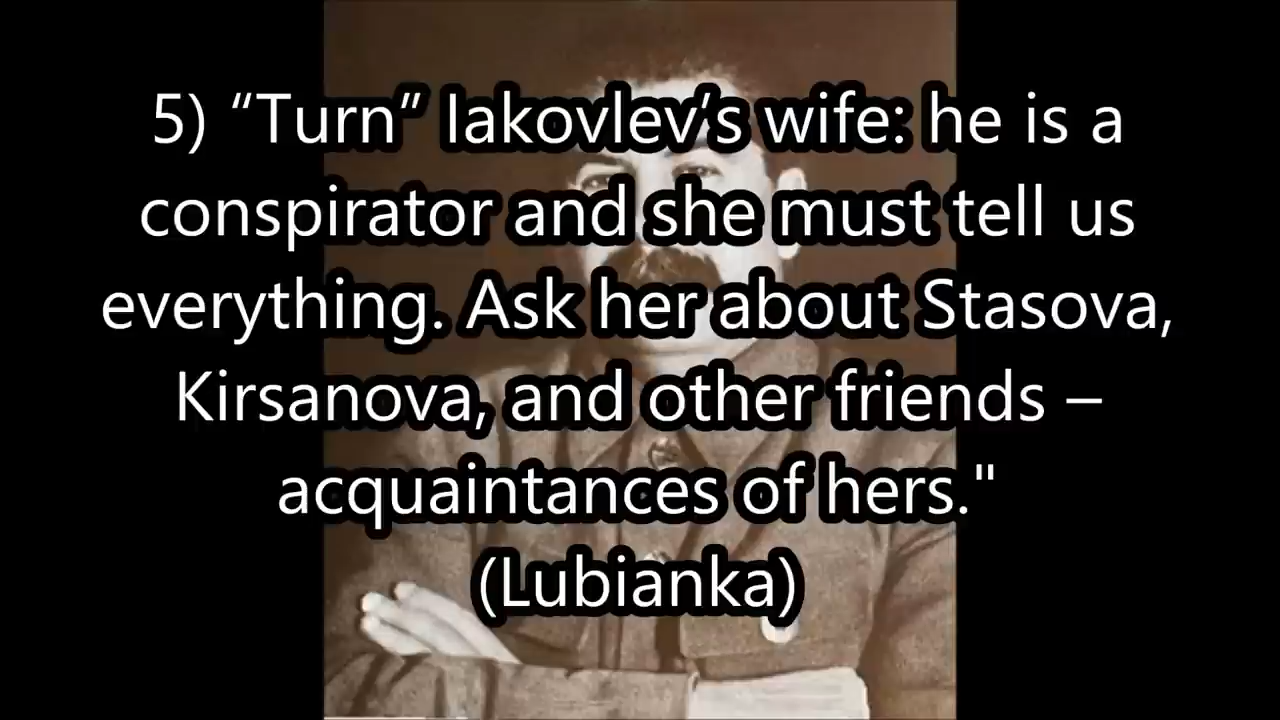 5) “Turn” Iakovlev’s wife: he is a
conspirator and she must tell us
everything. Ask her about Stasova,
Kirsanova, and other friends –
acquaintances of hers."
(Lubianka)